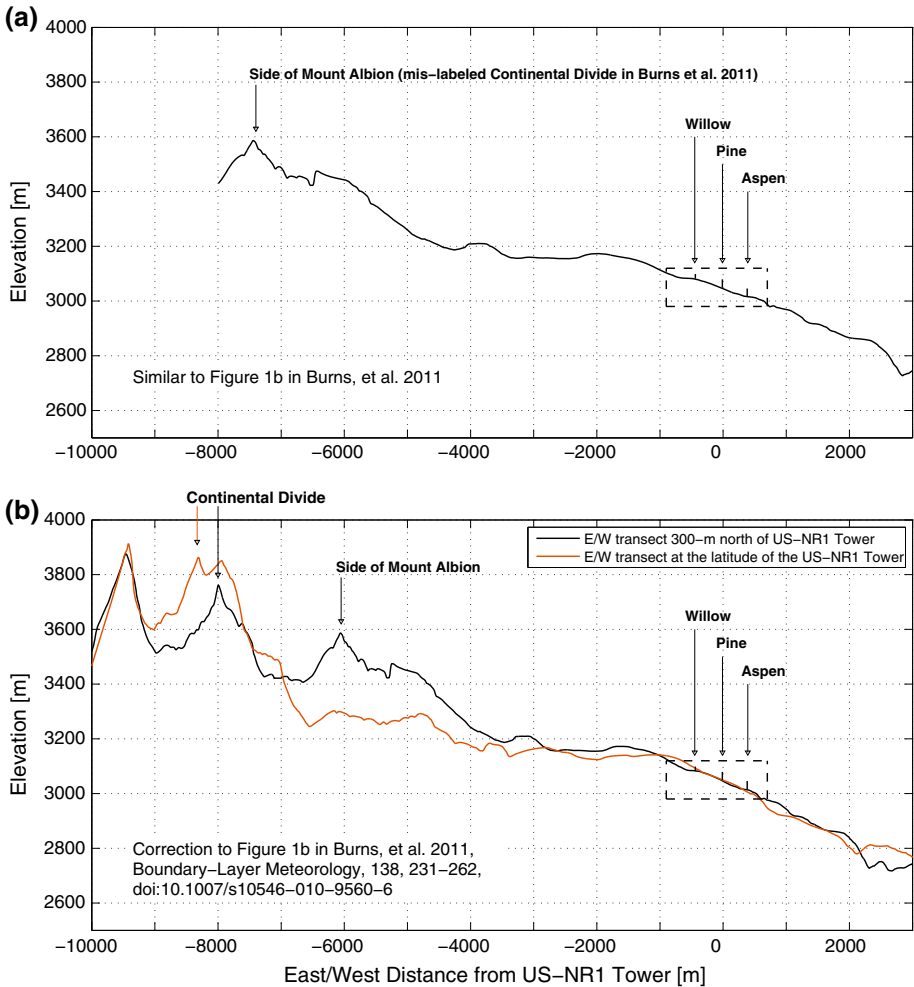 (a)
4000
3800
3600
3400
3200
3000
2800
2600
Elevation [m]
Side of Mount Albion (mis−labeled Continental Divide in Burns et al. 2011)
Willow
Pine
Aspen
Similar to Figure 1b in Burns, et al. 2011
−10000 −8000 −6000 −4000 −2000 0 2000
(b)
Continental Divide
4000
3800
3600
3400
3200
3000
2800
2600
Elevation [m]
E/W transect 300−m north of US−NR1 Tower
E/W transect at the latitude of the US−NR1 Tower
Side of Mount Albion
Willow
Pine
Aspen
Correction to Figure 1b in Burns, et al. 2011,
Boundary−Layer Meteorology, 138, 231−262,
doi:10.1007/s10546−010−9560−6
−10000 −8000 −6000 −4000 −2000 0 2000
East/West Distance from US−NR1 Tower [m]